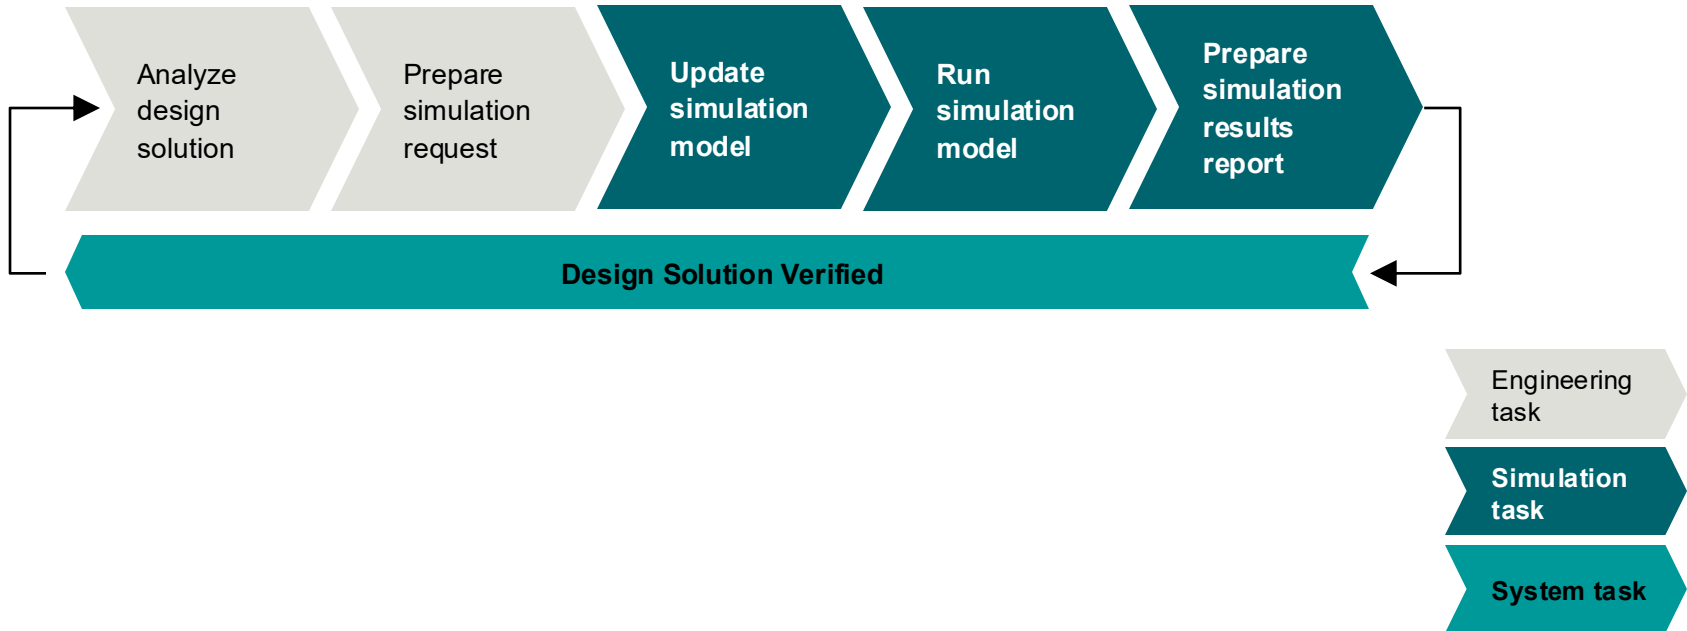 Analyze
design
solution
Prepare
simulation
request
Update
simulation
model
Run
simulation
model
Prepare
simulation
results
report
Design Solution Verified
Engineering
task
Simulation
task
System task